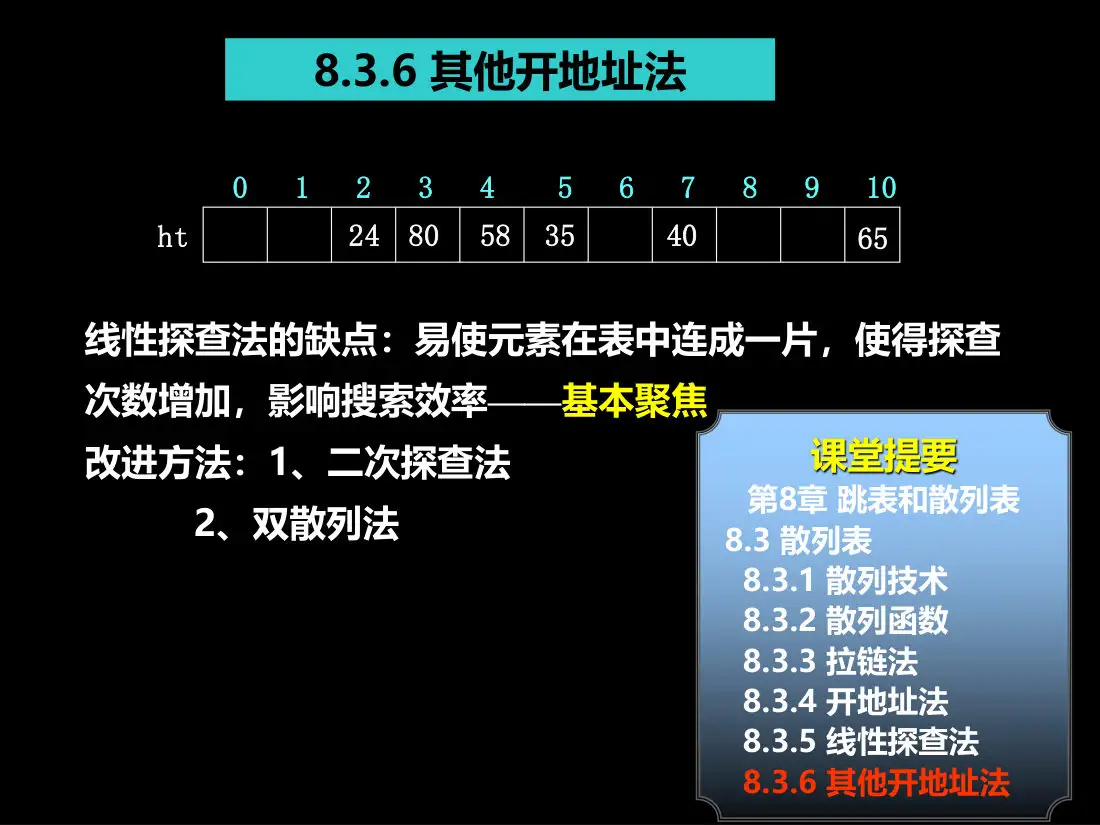 8.3.6 其他开地址法
0 1 2 3 4 5 6 7 8 9 10
ht 24 80 58 35 40 65
线性探查法的缺点：易使元素在表中连成一片，使得探查
次数增加，影响搜索效率——基本聚焦
改进方法：1、二次探查法
2、双散列法
课堂提要
第8章 跳表和散列表
8.3 散列表
8.3.1 散列技术
8.3.2 散列函数
8.3.3 拉链法
8.3.4 开地址法
8.3.5 线性探查法
8.3.6 其他开地址法